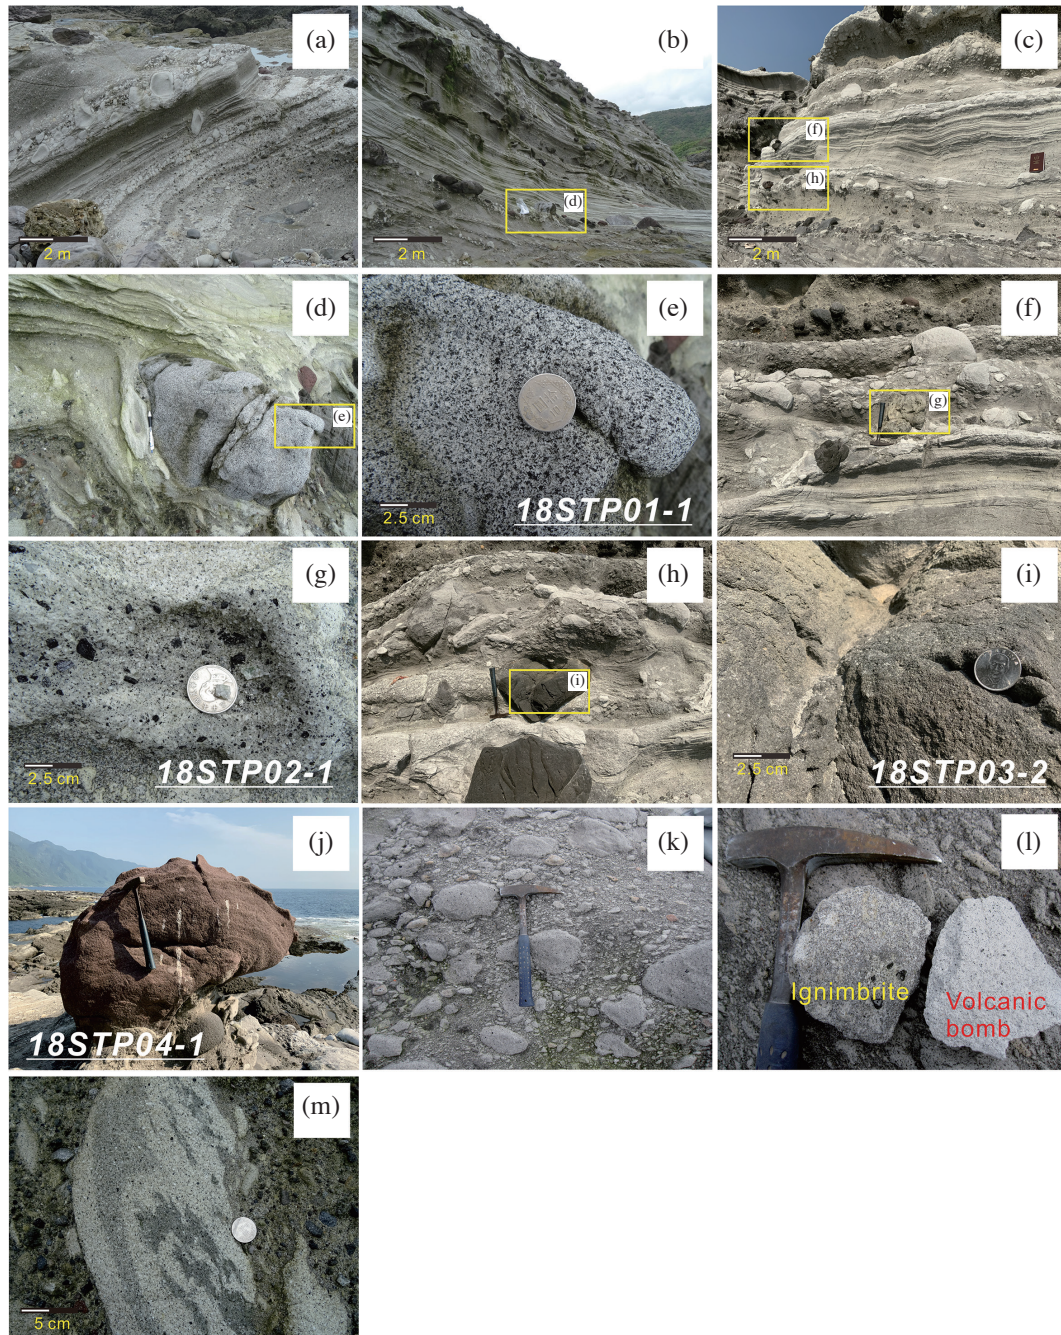 (a)
2 m
(b)
(d)
2 m
(c)
(f)
(h)
2 m
(d)
(e)
(e)
2.5 cm
18STP01-1
(f)
(g)
(g)
2.5 cm
18STP02-1
(h)
(i)
(i)
2.5 cm
18STP03-2
(j)
18STP04-1
(k)
(l)
Ignimbrite
Volcanic
bomb
(m)
5 cm